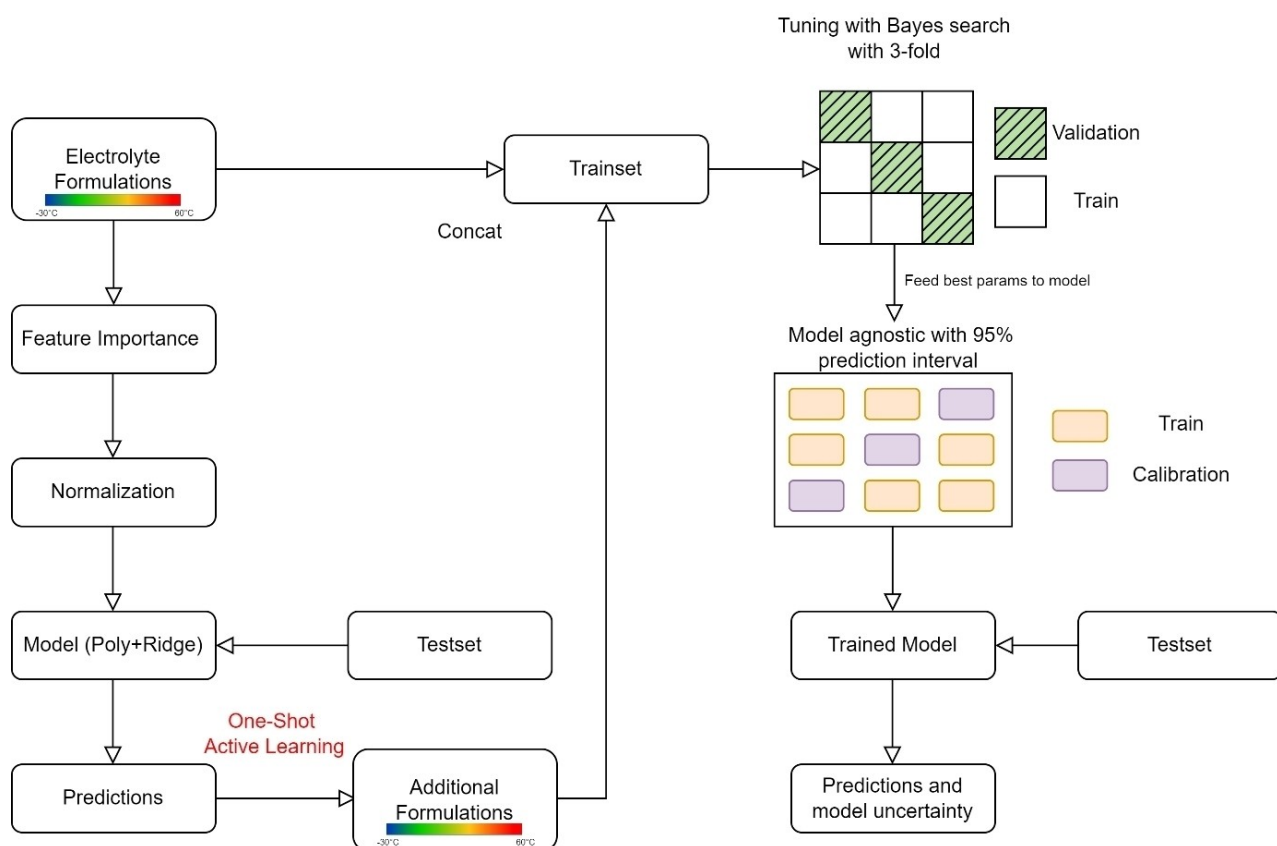 Tuning with Bayes search
with 3-fold
Electrolyte
Formulations
-30°C
60°C
Trainset
Validation
Train
Concat
Feed best params to model
Feature Importance
Model agnostic with 95%
prediction interval
Train
Calibration
Normalization
Model (Poly+Ridge)
Testset
Trained Model
Testset
One-Shot
Active Learning
Predictions
Additional
Formulations
-30°C
60°C
Predictions and
model uncertainty